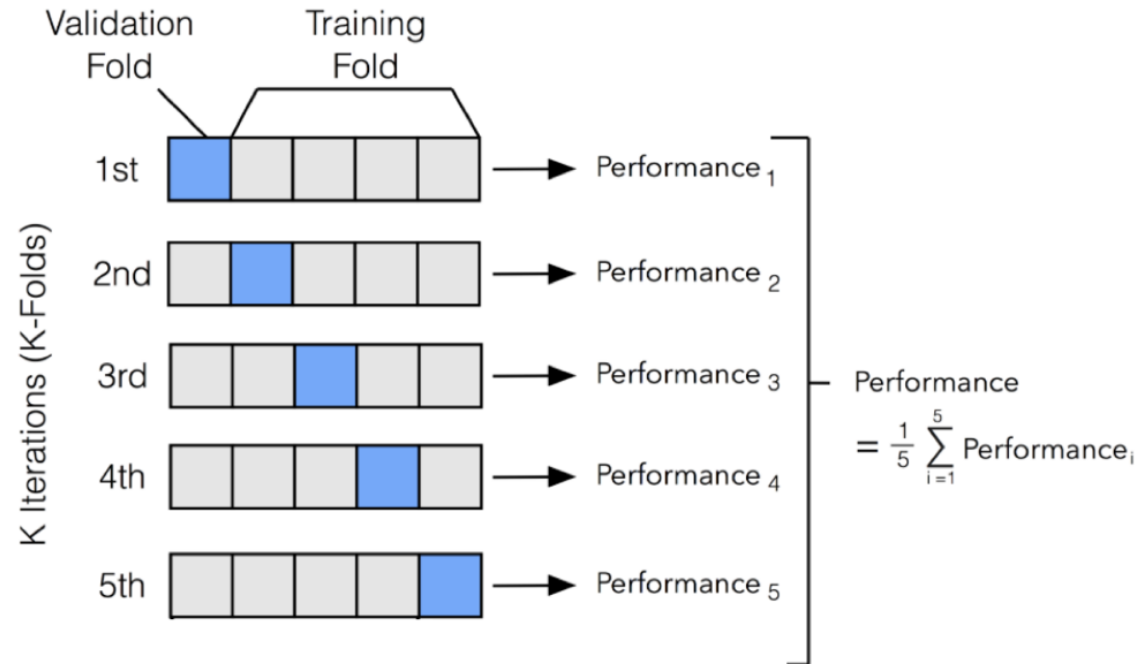 Validation
Fold
Training
Fold
K Iterations (K-Folds)
1st
Performance 1
2nd
Performance 2
3rd
Performance 3
4th
Performance 4
5th
Performance 5
Performance
= 1/5 5∑i=1 Performance i